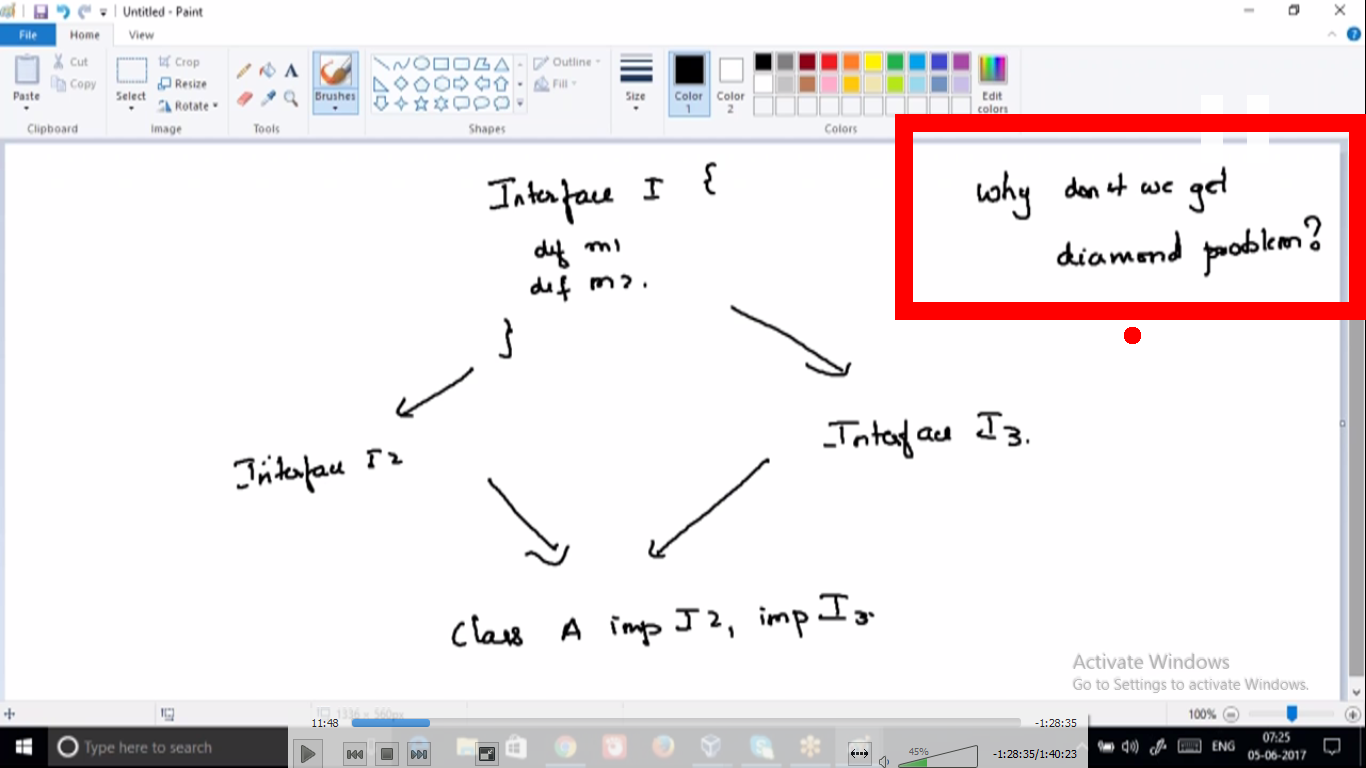 Untitled - Paint
File Home View
Paste Cut Copy Clipboard
Select Crop Resize Rotate Image
Tools
Brushes
Shapes Outline Fill
Size
Color 1 Color 2 Edit colors Colors
Interface I {
def m1
def m2.
}
why don't we get
diamond problem?
Interface I2
Interface I3.
Class A imp I2, imp I3.
Activate Windows
Go to Settings to activate Windows.
1336 × 560px
100%
11:48 -1:28:35
Type here to search
45%
-1:28:35/1:40:23
ENG
07:25
05-06-2017